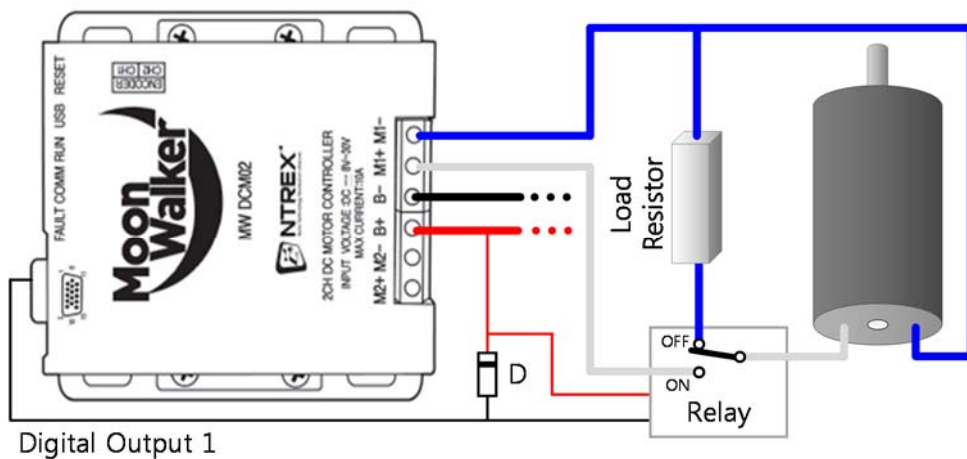 FAULT COMM RUN USB RESET
ENCODER
CH2 CH1
Moon
Walker
MW DCM02
NTREX
2CH DC MOTOR CONTROLLER
INPUT VOLTAGE :DC --- 8V~30V
MAX CURRENT:10A
M2+ M2- B+ B- M1+ M1-
Load
Resistor
OFF
ON
Relay
D
Digital Output 1